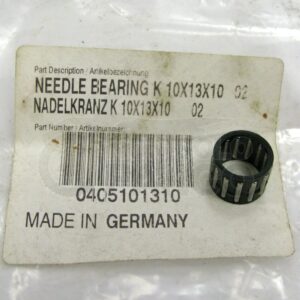 Part Description / Artikelbezeichnung
NEEDLE BEARING K 10X13X10 02
NADELKRANZ K 10X13X10 02
Part Number / Artikelnummer
0405101310
MADE IN GERMANY